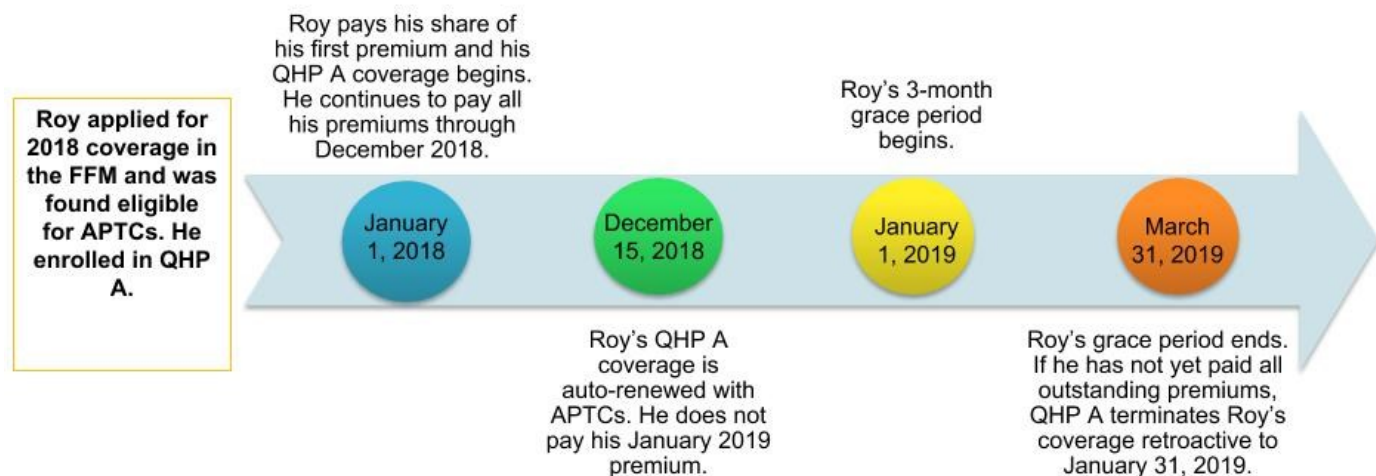 Roy applied for
2018 coverage in
the FFM and was
found eligible
for APTCs. He
enrolled in QHP
A.
Roy pays his share of
his first premium and his
QHP A coverage begins.
He continues to pay all
his premiums through
December 2018.
January
1, 2018
December
15, 2018
Roy’s QHP A
coverage is
auto-renewed with
APTCs. He does not
pay his January 2019
premium.
Roy’s 3-month
grace period
begins.
January
1, 2019
March
31, 2019
Roy’s grace period ends.
If he has not yet paid all
outstanding premiums,
QHP A terminates Roy’s
coverage retroactive to
January 31, 2019.